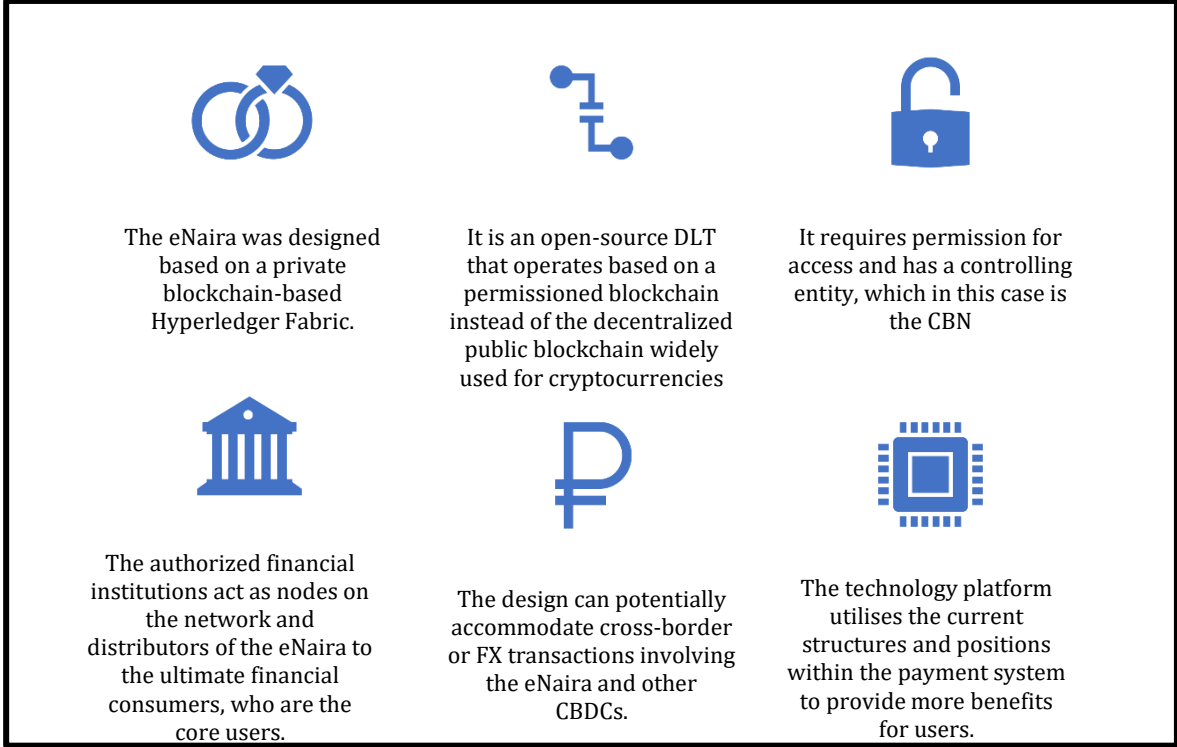 The eNaira was designed
based on a private
blockchain-based
Hyperledger Fabric.
It is an open-source DLT
that operates based on a
permissioned blockchain
instead of the decentralized
public blockchain widely
used for cryptocurrencies
It requires permission for
access and has a controlling
entity, which in this case is
the CBN
The authorized financial
institutions act as nodes on
the network and
distributors of the eNaira to
the ultimate financial
consumers, who are the
core users.
The design can potentially
accommodate cross-border
or FX transactions involving
the eNaira and other
CBDCs.
The technology platform
utilises the current
structures and positions
within the payment system
to provide more benefits
for users.